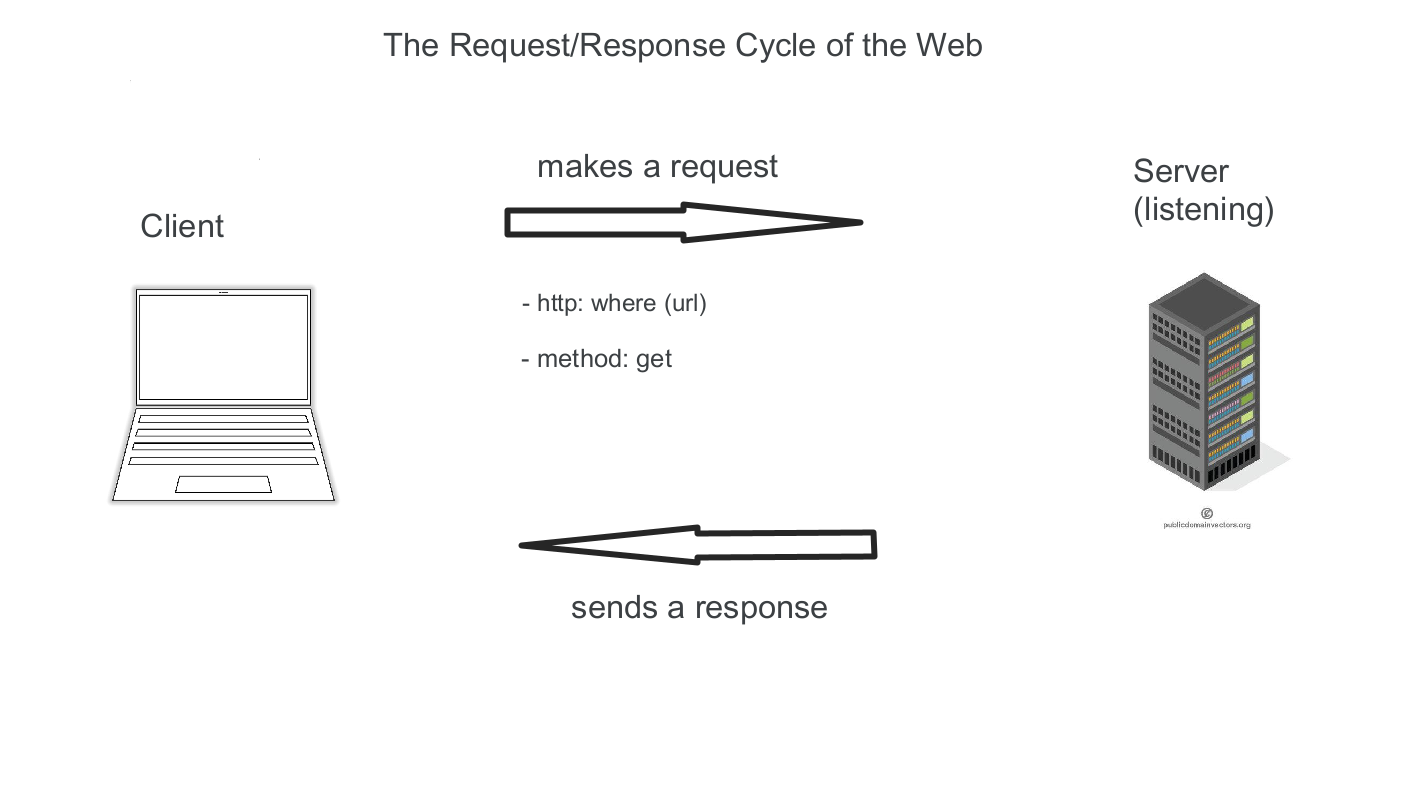 The Request/Response Cycle of the Web
makes a request
Server
(listening)
Client
- http: where (url)
- method: get
publicdomainvectors.org
sends a response